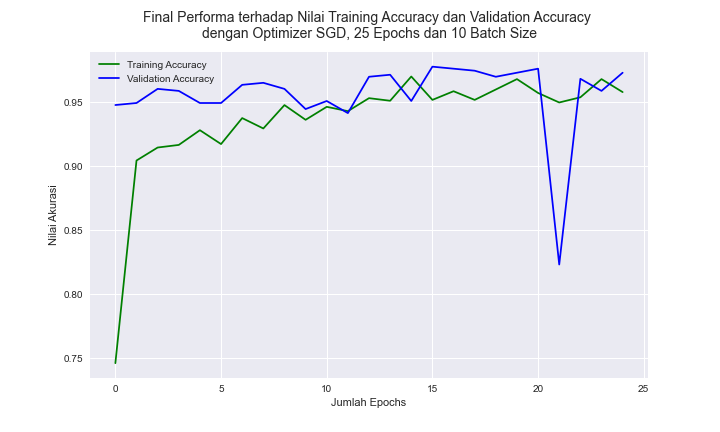 Final Performa terhadap Nilai Training Accuracy dan Validation Accuracy
dengan Optimizer SGD, 25 Epochs dan 10 Batch Size
Training Accuracy
Validation Accuracy
Nilai Akurasi
0.95
0.90
0.85
0.80
0.75
0 5 10 15 20 25
Jumlah Epochs